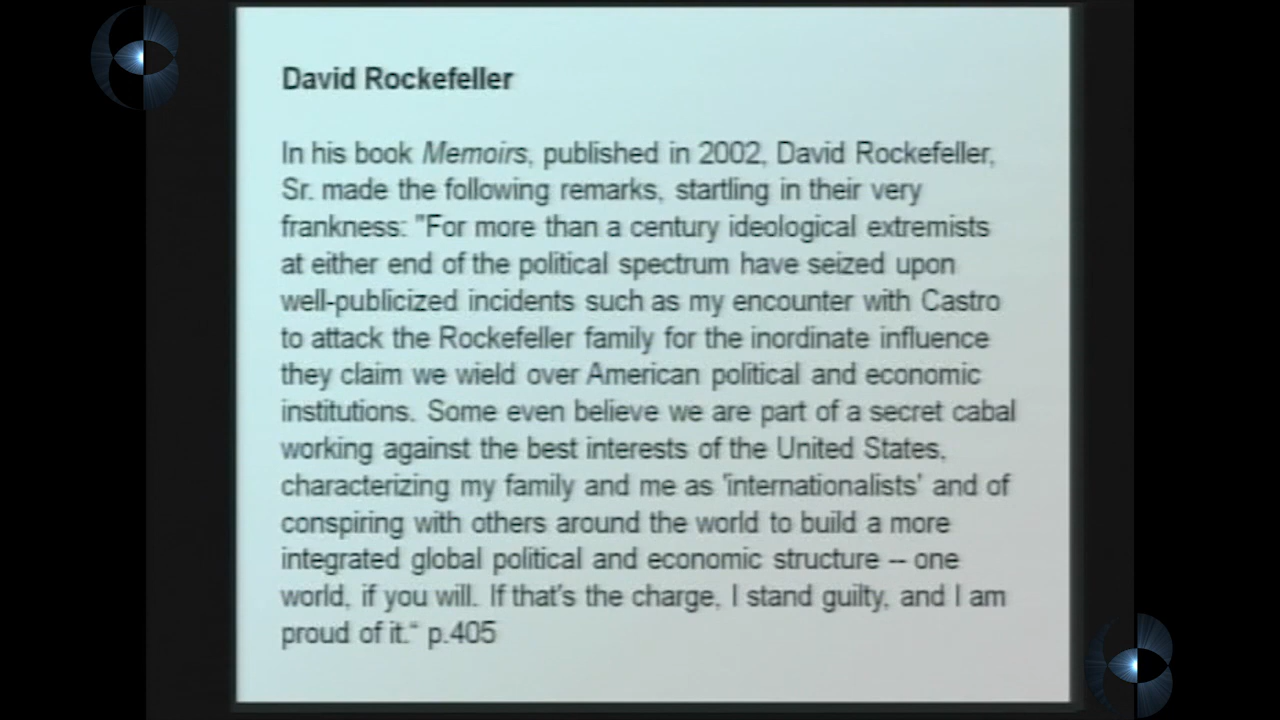 David Rockefeller
In his book Memoirs, published in 2002, David Rockefeller,
Sr. made the following remarks, startling in their very
frankness: "For more than a century ideological extremists
at either end of the political spectrum have seized upon
well-publicized incidents such as my encounter with Castro
to attack the Rockefeller family for the inordinate influence
they claim we wield over American political and economic
institutions. Some even believe we are part of a secret cabal
working against the best interests of the United States,
characterizing my family and me as 'internationalists' and of
conspiring with others around the world to build a more
integrated global political and economic structure -- one
world, if you will. If that's the charge, I stand guilty, and I am
proud of it." p.405